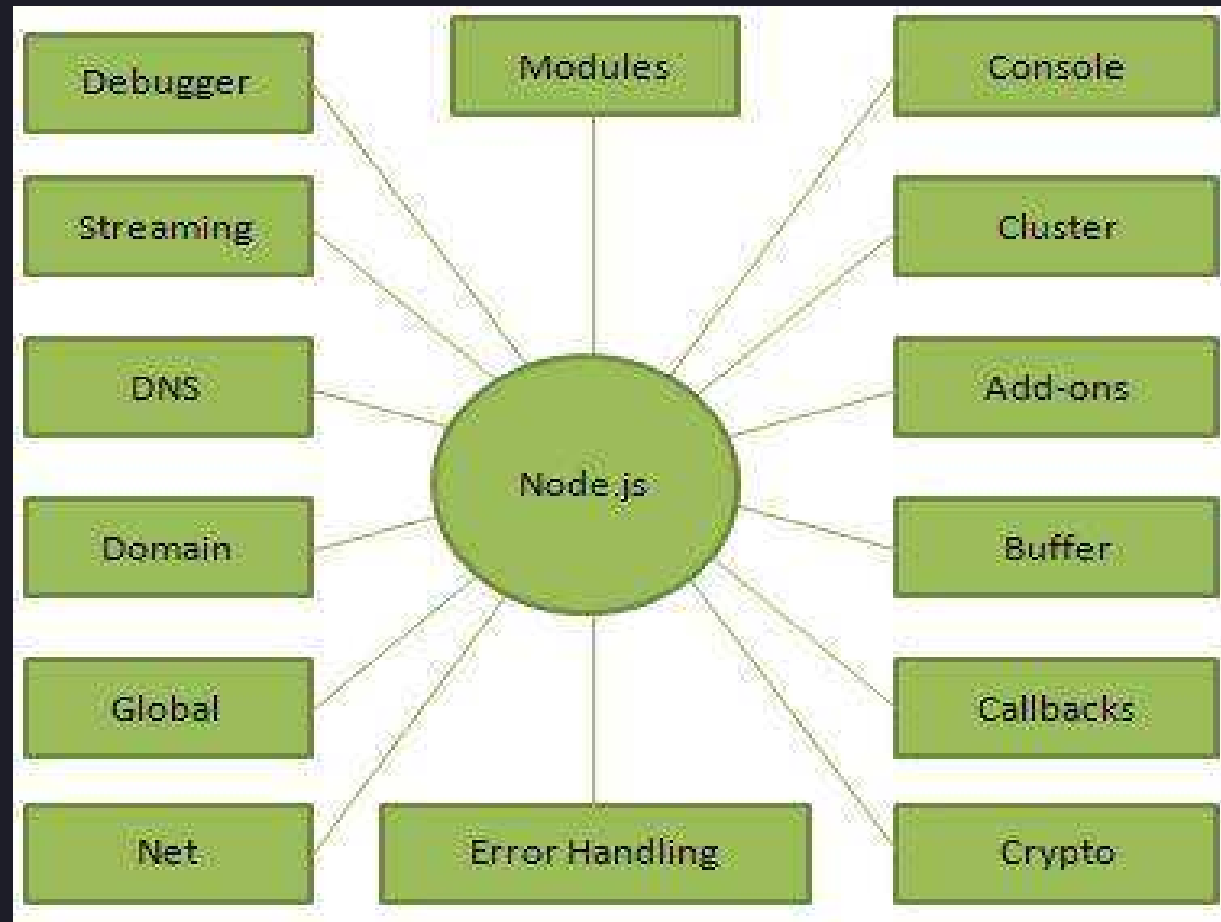 Debugger
Modules
Console
Streaming
Cluster
DNS
Add-ons
Node.js
Domain
Buffer
Global
Callbacks
Net
Error Handling
Crypto